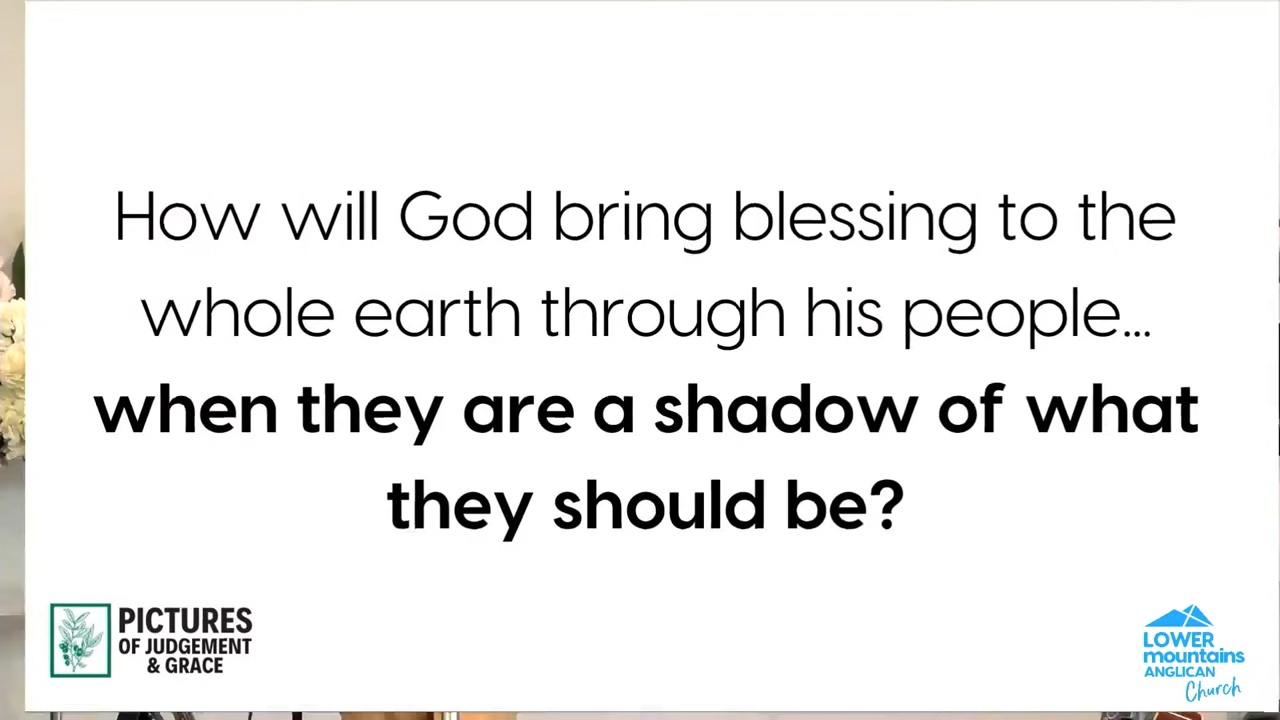 How will God bring blessing to the
whole earth through his people...
when they are a shadow of what
they should be?
PICTURES
OF JUDGEMENT
& GRACE
LOWER
mountains
ANGLICAN
Church